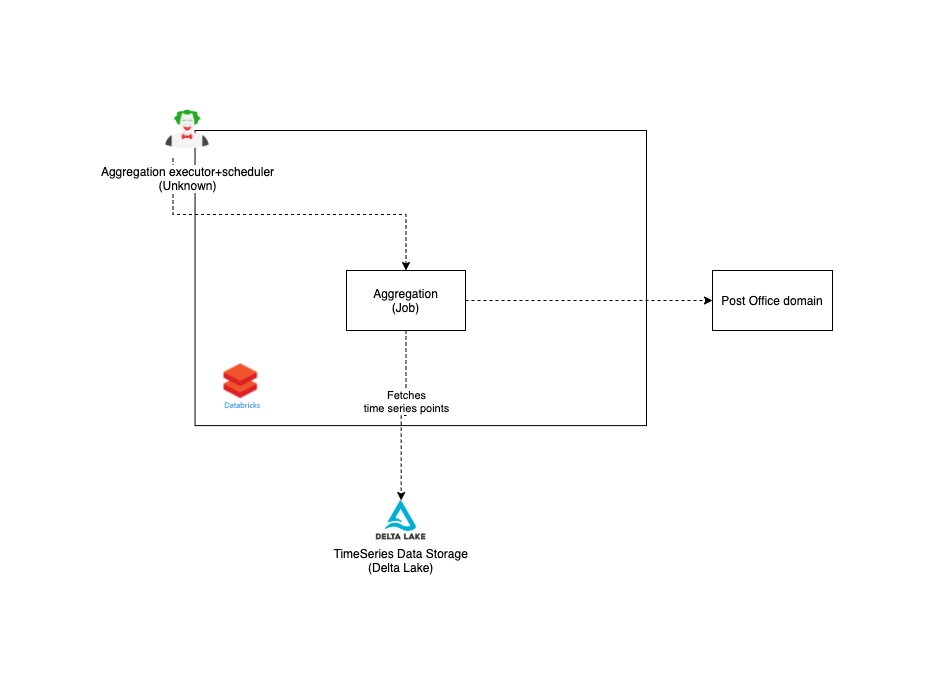 Aggregation executor+scheduler
(Unknown)
Aggregation
(Job)
Post Office domain
Databricks
Fetches
time series points
DELTA LAKE
TimeSeries Data Storage
(Delta Lake)